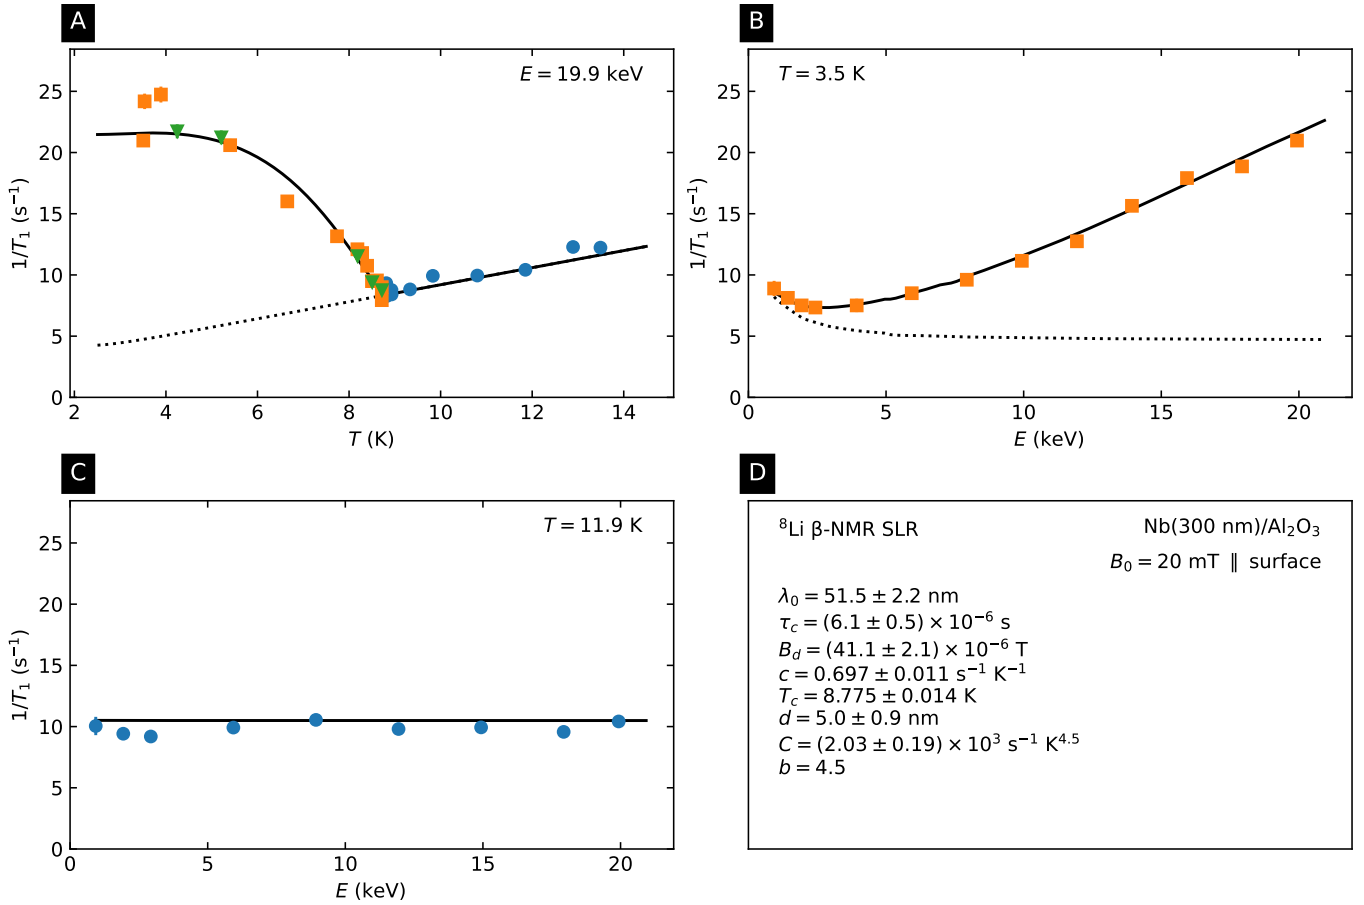 A
E = 19.9 keV
1/T₁ (s⁻¹)
25
20
15
10
5
0
2 4 6 8 10 12 14
T (K)
B
T = 3.5 K
1/T₁ (s⁻¹)
25
20
15
10
5
0
0 5 10 15 20
E (keV)
C
T = 11.9 K
1/T₁ (s⁻¹)
25
20
15
10
5
0
0 5 10 15 20
E (keV)
D
⁸Li β-NMR SLR
Nb(300 nm)/Al₂O₃
B₀ = 20 mT ∥ surface
λ₀ = 51.5 ± 2.2 nm
τ_c = (6.1 ± 0.5) × 10⁻⁶ s
B_d = (41.1 ± 2.1) × 10⁻⁶ T
c = 0.697 ± 0.011 s⁻¹ K⁻¹
T_c = 8.775 ± 0.014 K
d = 5.0 ± 0.9 nm
C = (2.03 ± 0.19) × 10³ s⁻¹ K^4.5
b = 4.5